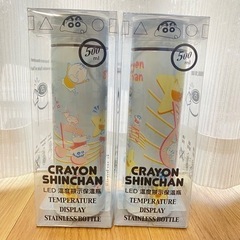 500
ml
CRAYON
SHINCHAN
LED 溫度顯示保溫瓶
TEMPERATURE
DISPLAY
STAINLESS BOTTLE
500
ml
CRAYON
SHINCHAN
LED 溫度顯示保溫瓶
TEMPERATURE
DISPLAY
STAINLESS BOTTLE